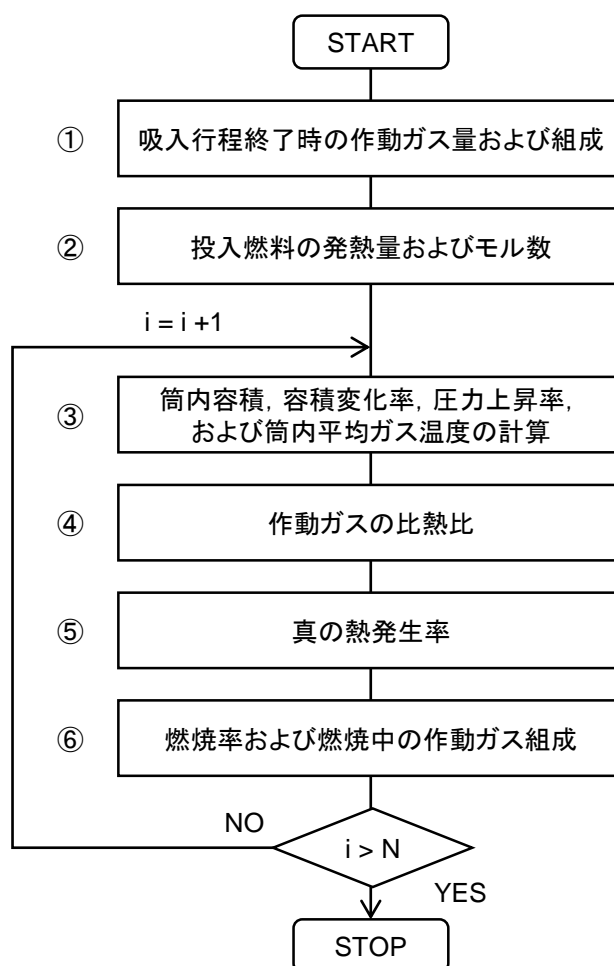 START
① 吸入行程終了時の作動ガス量および組成
② 投入燃料の発熱量およびモル数
i = i +1
③ 筒内容積，容積変化率，圧力上昇率，
および筒内平均ガス温度の計算
④ 作動ガスの比熱比
⑤ 真の熱発生率
⑥ 燃焼率および燃焼中の作動ガス組成
NO
i > N
YES
STOP